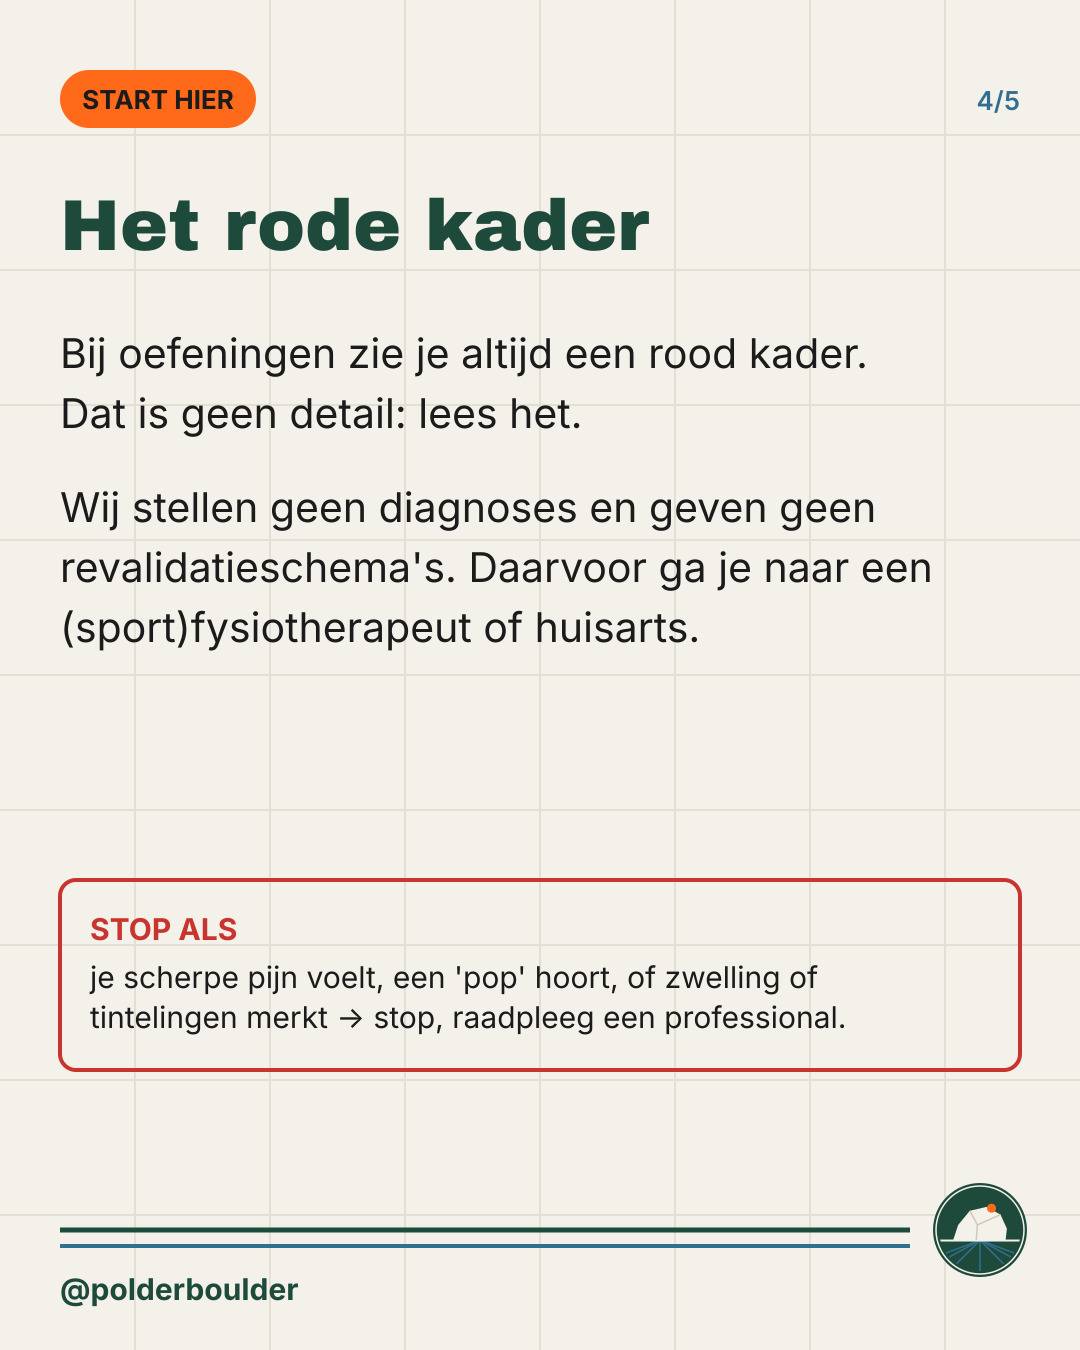 START HIER
4/5
Het rode kader
Bij oefeningen zie je altijd een rood kader.
Dat is geen detail: lees het.
Wij stellen geen diagnoses en geven geen
revalidatieschema's. Daarvoor ga je naar een
(sport)fysiotherapeut of huisarts.
STOP ALS
je scherpe pijn voelt, een 'pop' hoort, of zwelling of
tintelingen merkt → stop, raadpleeg een professional.
@polderboulder